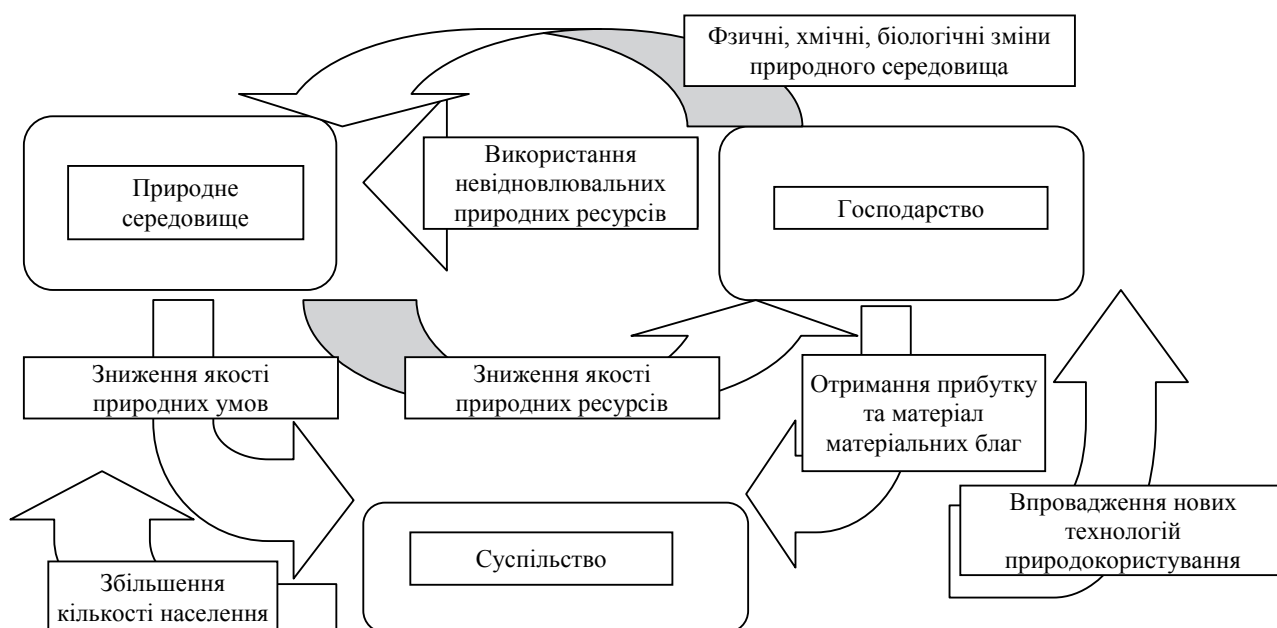 Фзичні, хмічні, біологічні зміни
природного середовища
Використання
невідновлювальних
природних ресурсів
Природне
середовище
Господарство
Зниження якості
природних умов
Зниження якості
природних ресурсів
Отримання прибутку
та матеріал
матеріальних благ
Впровадження нових
технологій
природокористування
Суспільство
Збільшення
кількості населення